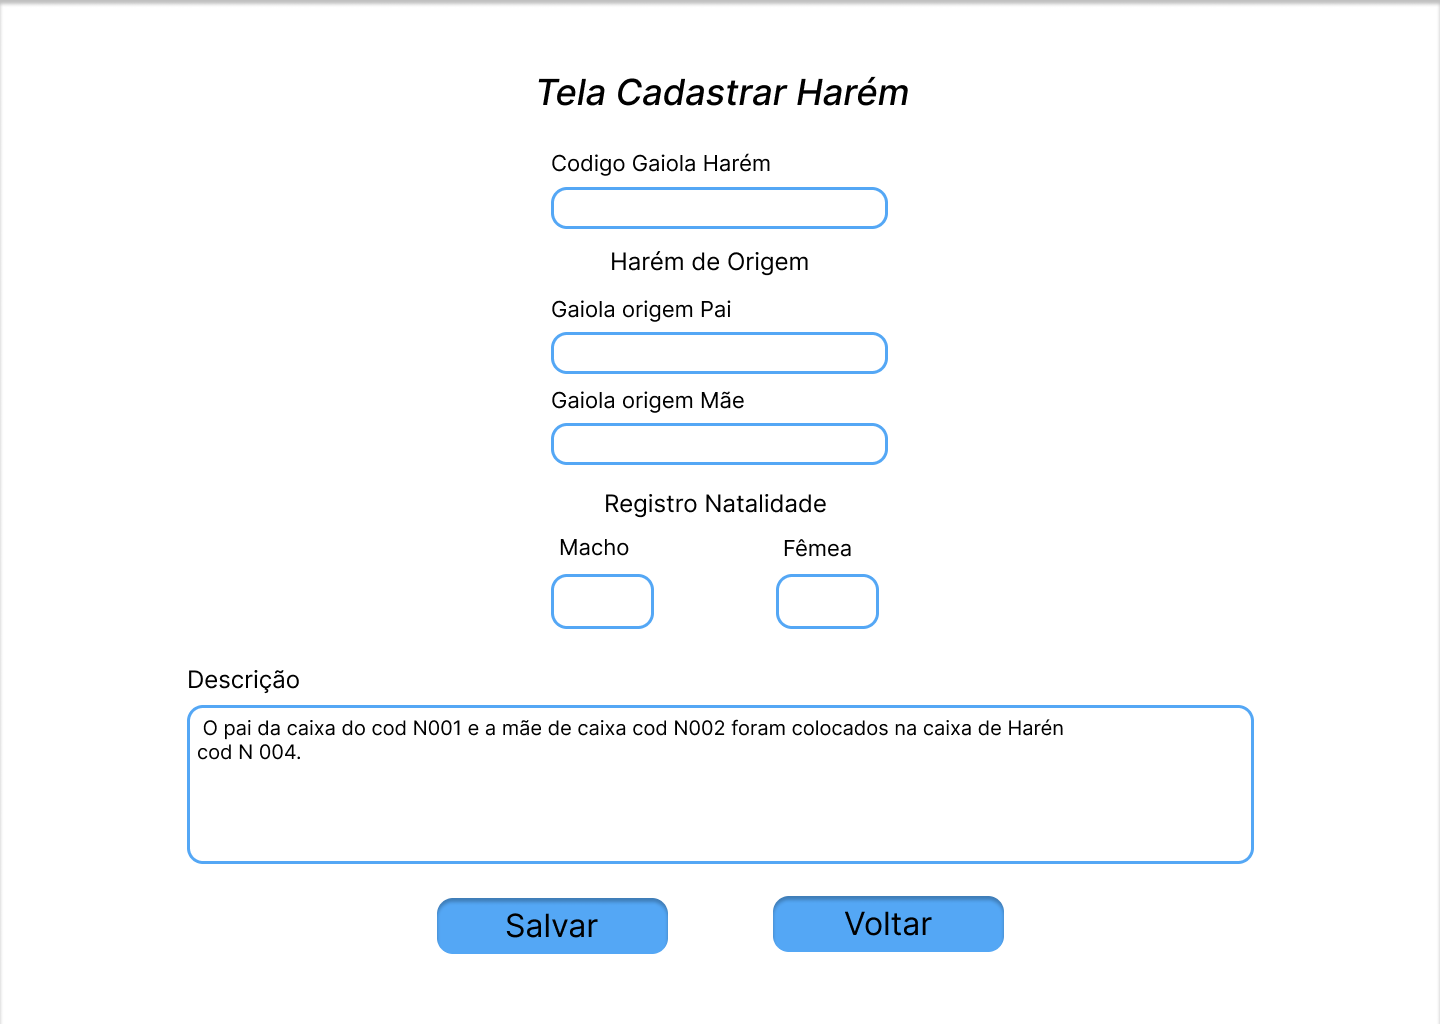 Tela Cadastrar Harém
Codigo Gaiola Harém
Harém de Origem
Gaiola origem Pai
Gaiola origem Mãe
Registro Natalidade
Macho Fêmea
Descrição
O pai da caixa do cod N001 e a mãe de caixa cod N002 foram colocados na caixa de Harén
cod N 004.
Salvar Voltar